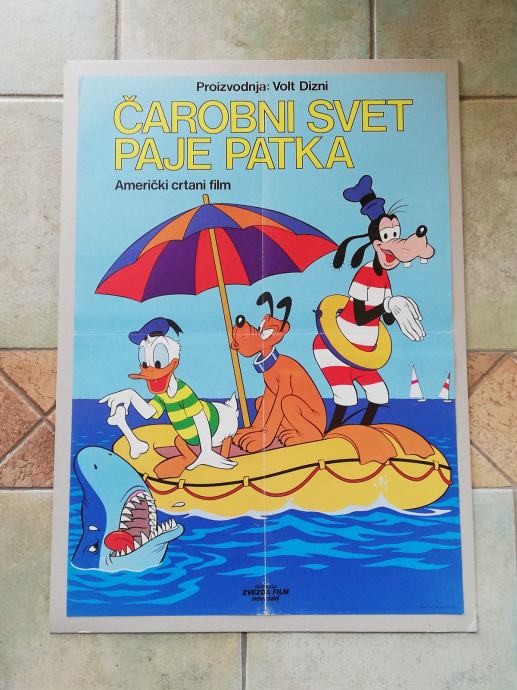 Proizvodnja: Volt Dizni
ČAROBNI SVET
PAJE PATKA
Američki crtani film
ZVEZDA FILM
novi sad